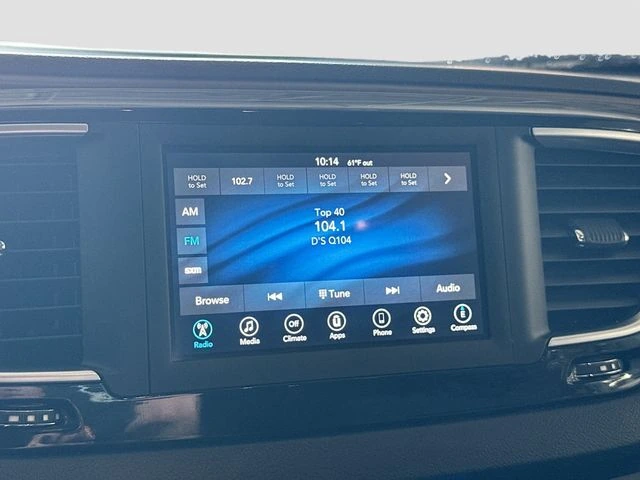 10:14 61°F out
HOLD to Set 102.7 HOLD to Set HOLD to Set HOLD to Set HOLD to Set
AM
FM
sxm
Top 40
104.1
D'S Q104
Browse Tune Audio
Radio Media Off Climate Apps Phone Settings E Compass